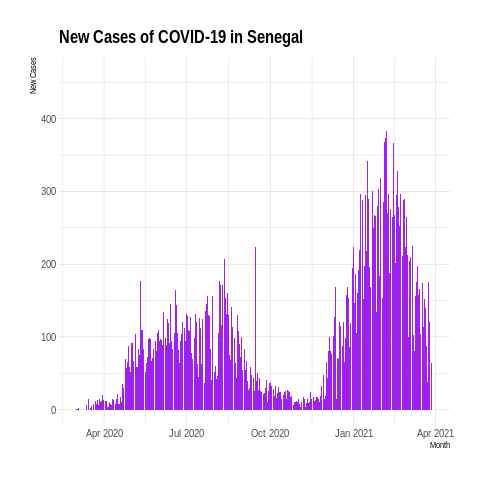 New Cases of COVID-19 in Senegal
New Cases
400
300
200
100
0
Apr 2020 Jul 2020 Oct 2020 Jan 2021 Apr 2021
Month